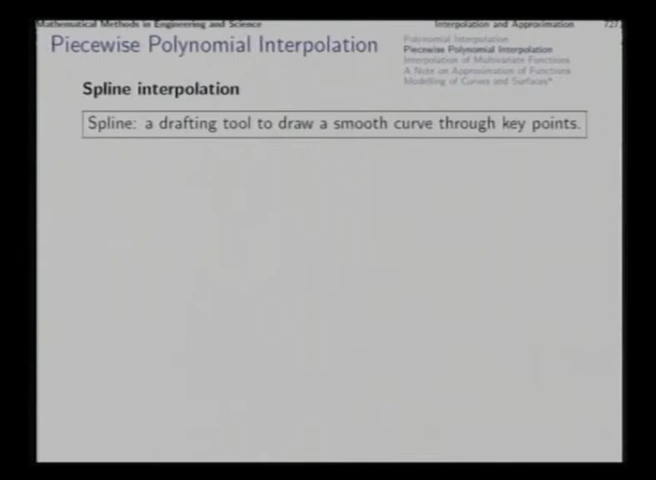 Mathematical Methods in Engineering and Science
Interpolation and Approximation
727,
Piecewise Polynomial Interpolation
Polynomial Interpolation
Piecewise Polynomial Interpolation
Interpolation of Multivariate Functions
A Note on Approximation of Functions
Modelling of Curves and Surfaces*
Spline interpolation
Spline: a drafting tool to draw a smooth curve through key points.